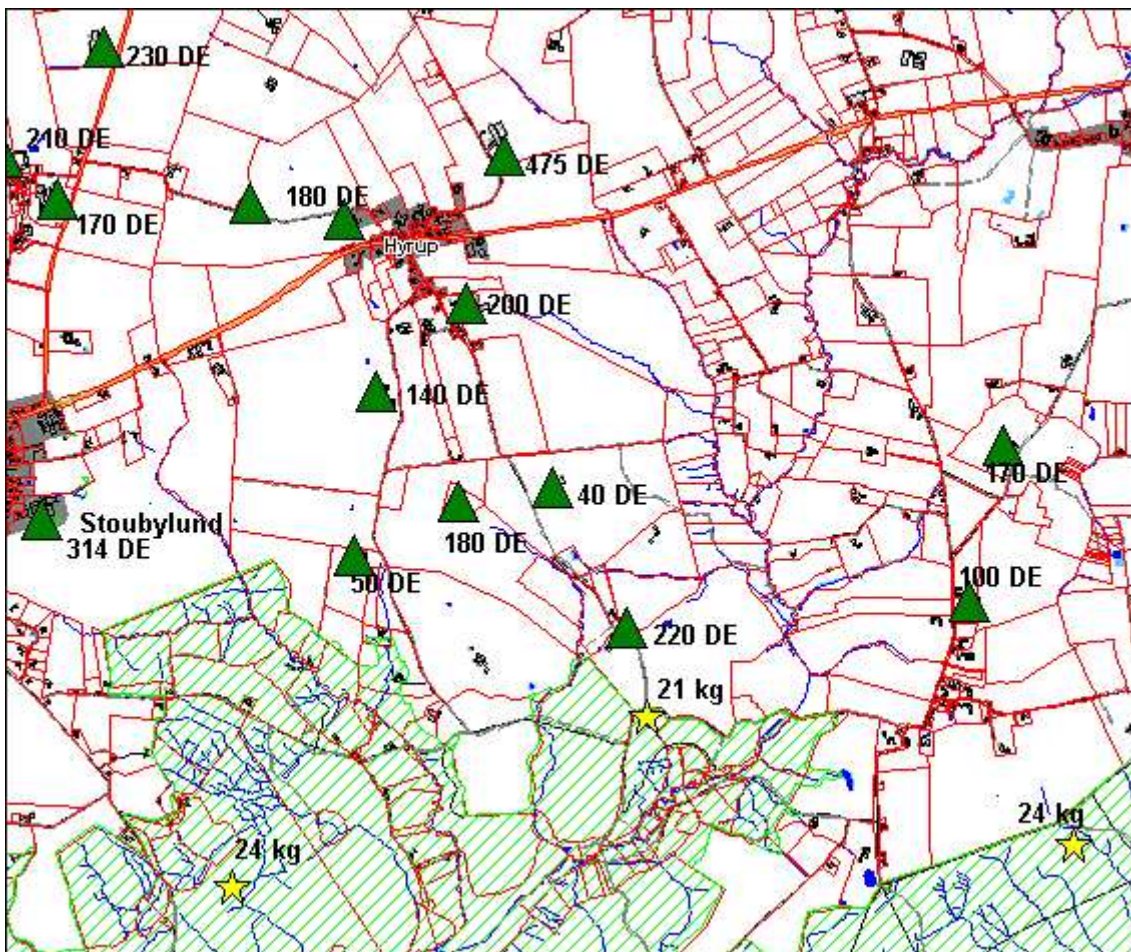 230 DE
210 DE
475 DE
180 DE
170 DE
Hyrup
200 DE
140 DE
170 DE
40 DE
Stoubylund
314 DE
180 DE
50 DE
100 DE
220 DE
21 kg
24 kg
24 kg